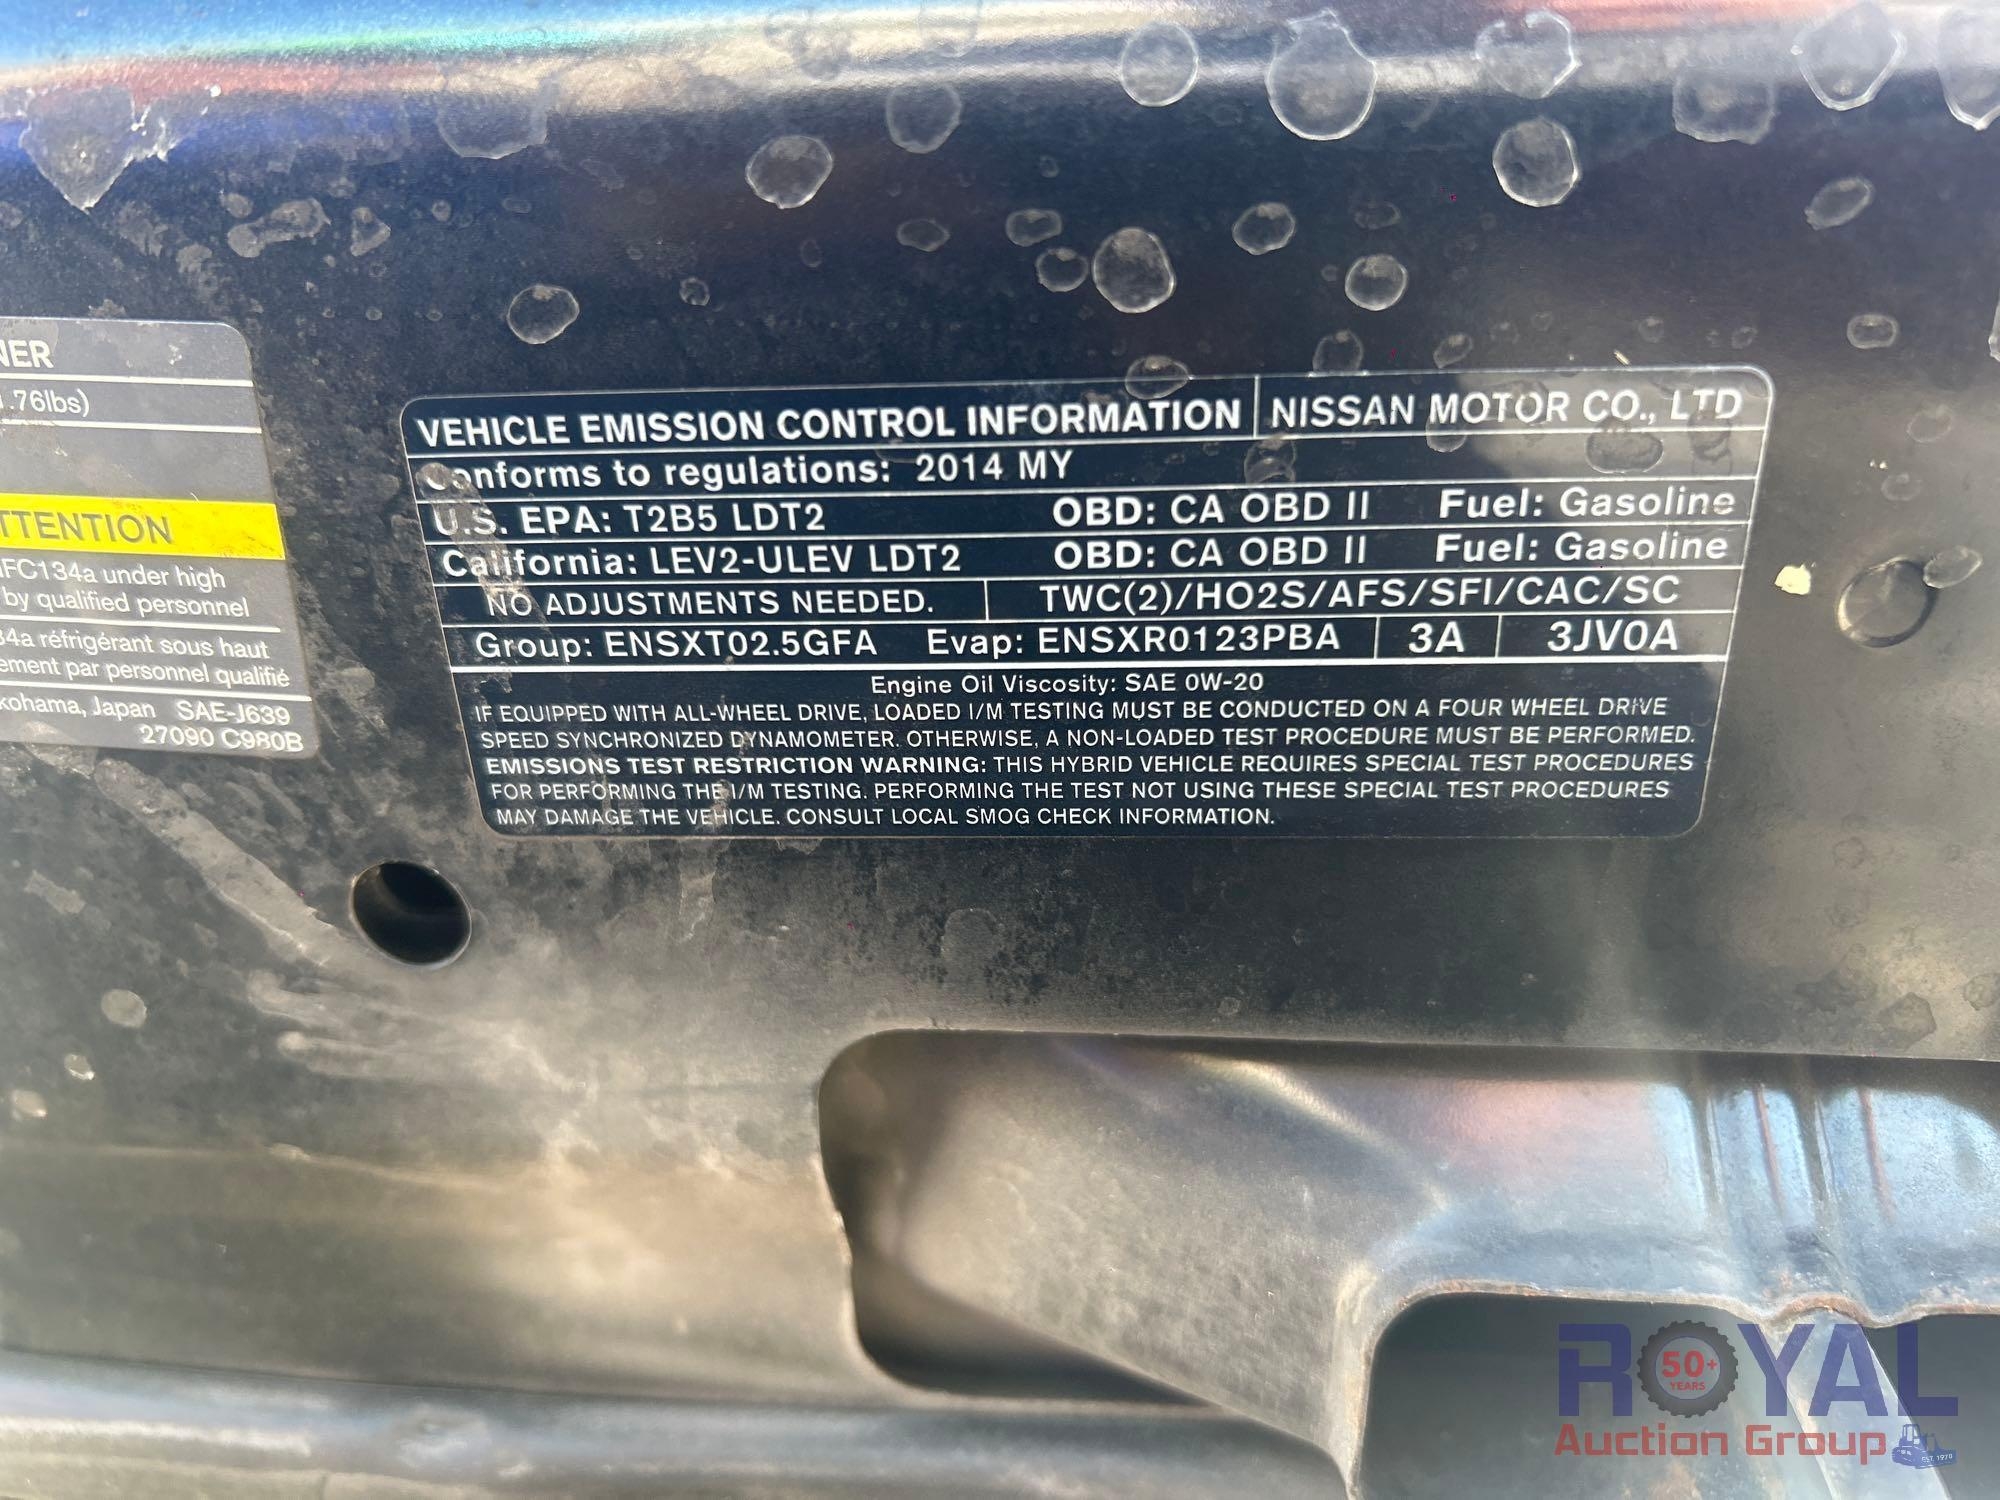 NER
1.76lbs)
TTENTION
HFC134a under high
by qualified personnel
34a réfrigérant sous haut
ement par personnel qualifié
kohama, Japan SAE-J639
27090 C980B
VEHICLE EMISSION CONTROL INFORMATION NISSAN MOTOR CO., LTD
Conforms to regulations: 2014 MY
U.S. EPA: T2B5 LDT2 OBD: CA OBD II Fuel: Gasoline
California: LEV2-ULEV LDT2 OBD: CA OBD II Fuel: Gasoline
NO ADJUSTMENTS NEEDED. TWC(2)/HO2S/AFS/SFI/CAC/SC
Group: ENSXT02.5GFA Evap: ENSXR0123PBA 3A 3JV0A
Engine Oil Viscosity: SAE 0W-20
IF EQUIPPED WITH ALL-WHEEL DRIVE, LOADED I/M TESTING MUST BE CONDUCTED ON A FOUR WHEEL DRIVE
SPEED SYNCHRONIZED DYNAMOMETER. OTHERWISE, A NON-LOADED TEST PROCEDURE MUST BE PERFORMED.
EMISSIONS TEST RESTRICTION WARNING: THIS HYBRID VEHICLE REQUIRES SPECIAL TEST PROCEDURES
FOR PERFORMING THE I/M TESTING. PERFORMING THE TEST NOT USING THESE SPECIAL TEST PROCEDURES
MAY DAMAGE THE VEHICLE. CONSULT LOCAL SMOG CHECK INFORMATION.
ROYAL
50+
YEARS
Auction Group
EST. 1970